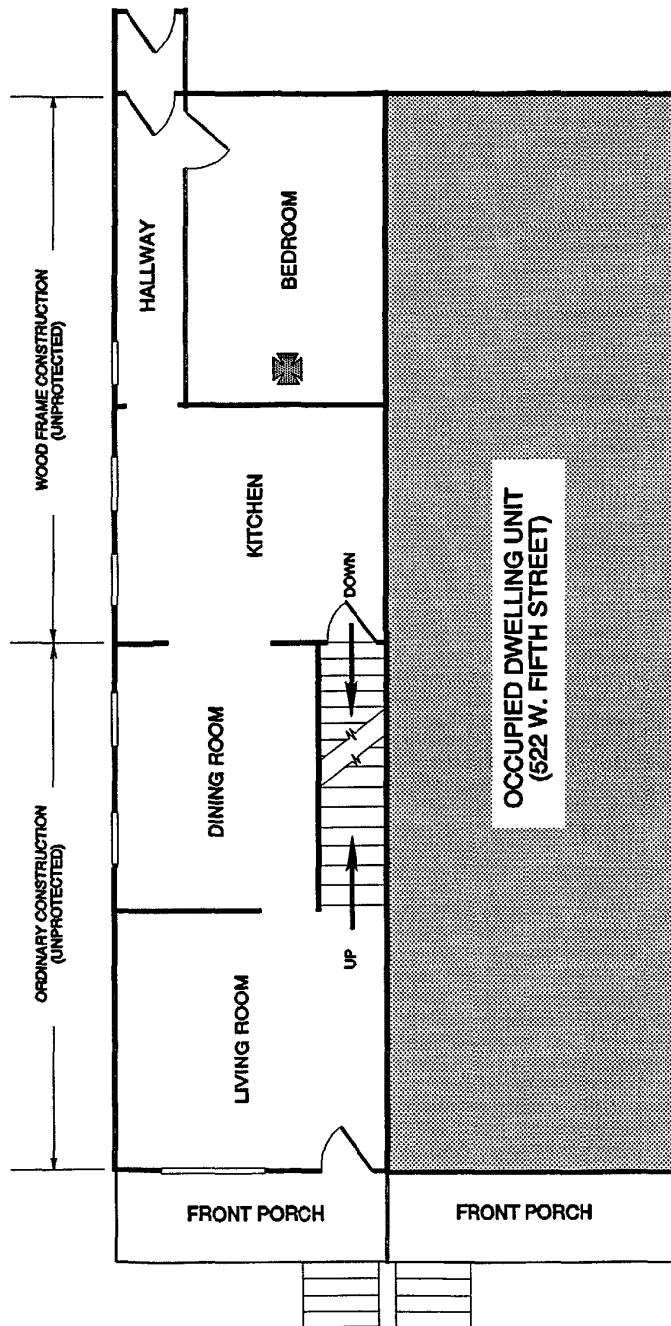 WOOD FRAME CONSTRUCTION
(UNPROTECTED)
HALLWAY
BEDROOM
KITCHEN
DOWN
ORDINARY CONSTRUCTION
(UNPROTECTED)
DINING ROOM
UP
LIVING ROOM
OCCUPIED DWELLING UNIT
(522 W. FIFTH STREET)
FRONT PORCH
FRONT PORCH